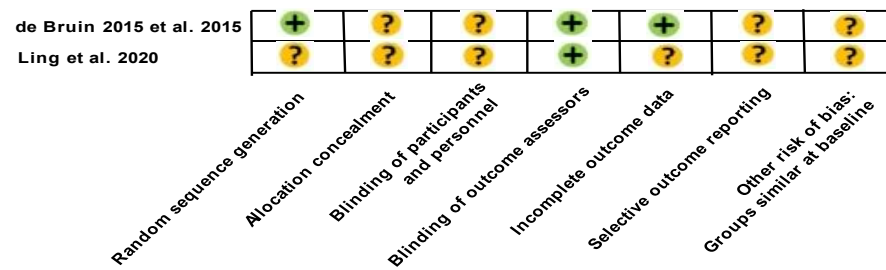 de Bruin 2015 et al. 2015 + ? ? + + ? ?
Ling et al. 2020 ? ? ? + ? ? ?
Random sequence generation
Allocation concealment
Blinding of participants
and personnel
Blinding of outcome assessors
Incomplete outcome data
Selective outcome reporting
Other risk of bias:
Groups similar at baseline